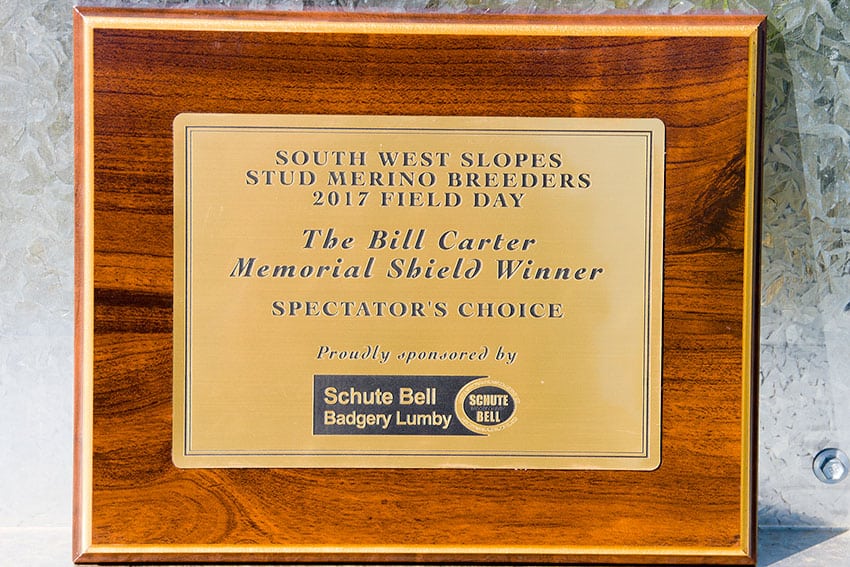 SOUTH WEST SLOPES
STUD MERINO BREEDERS
2017 FIELD DAY
The Bill Carter
Memorial Shield Winner
SPECTATOR'S CHOICE
Proudly sponsored by
Schute Bell
Badgery Lumby
SCHUTE
BELL